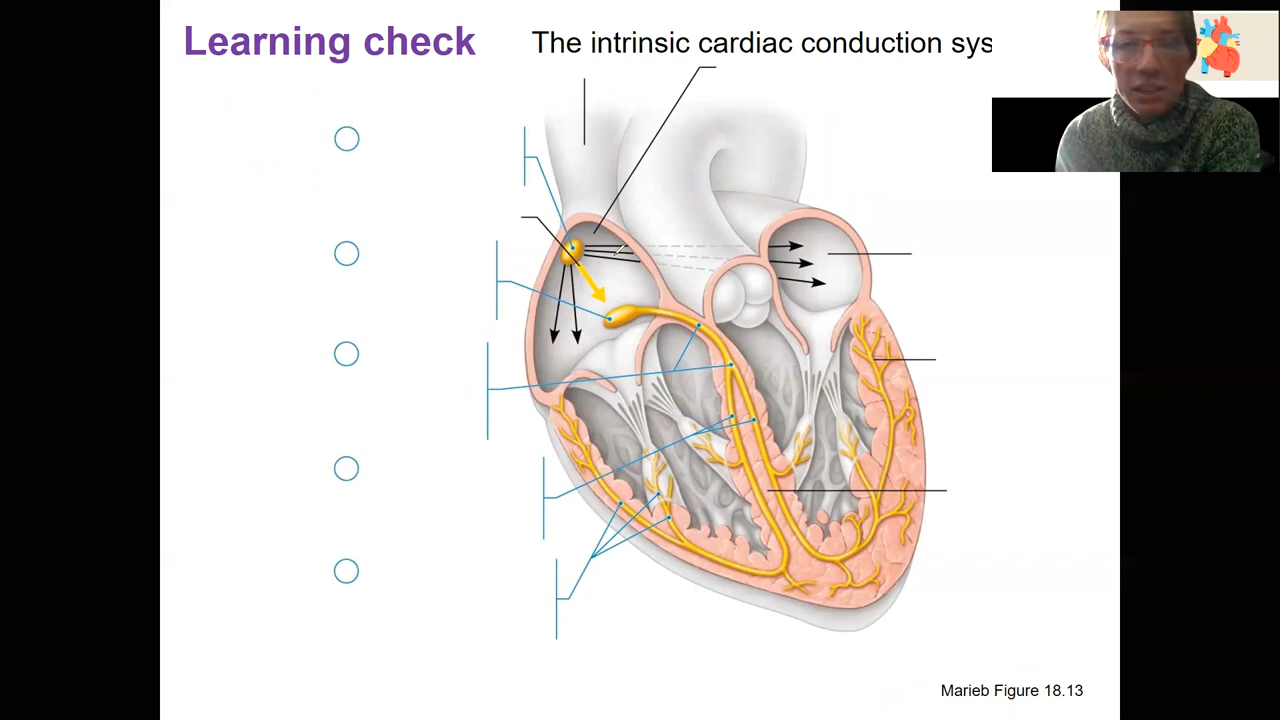 Learning check
The intrinsic cardiac conduction sys
Marieb Figure 18.13